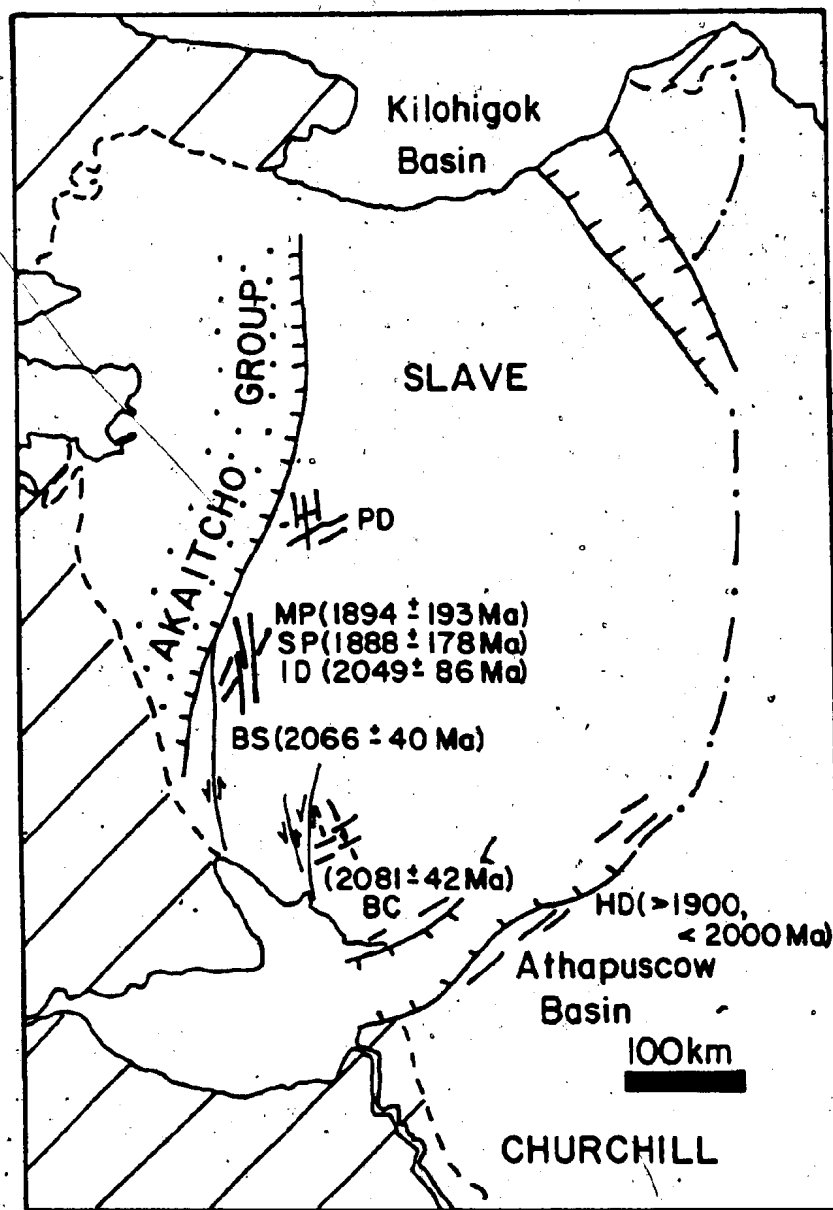 Kilohigok
Basin
SLAVE
AKAITCHO GROUP
PD
MP(1894 ± 193 Ma)
SP(1888 ± 178 Ma)
ID (2049 ± 86 Ma)
BS(2066 ± 40 Ma)
(2081 ± 42 Ma)
BC
HD(>1900,
< 2000 Ma)
Athapuscow
Basin
100km
CHURCHILL